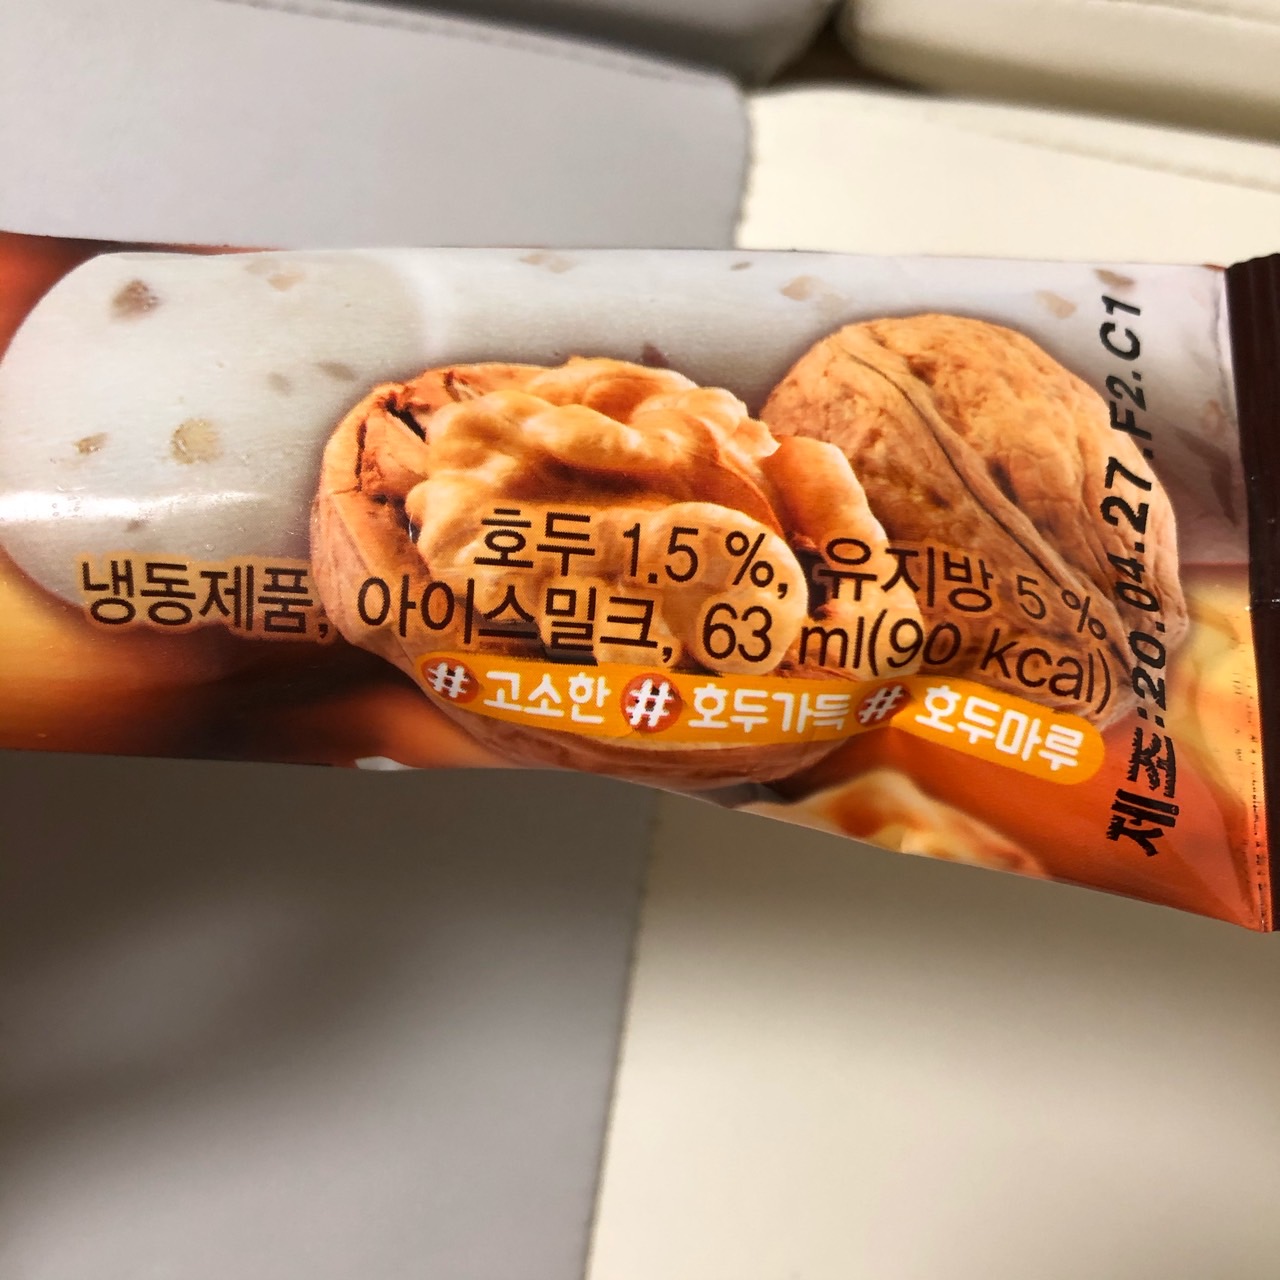 호두 1.5 %, 유지방 5 %
냉동제품, 아이스밀크, 63 ml(90 kcal)
# 고소한 # 호두가득 # 호두마루
제조:20.04.27.F2.C1